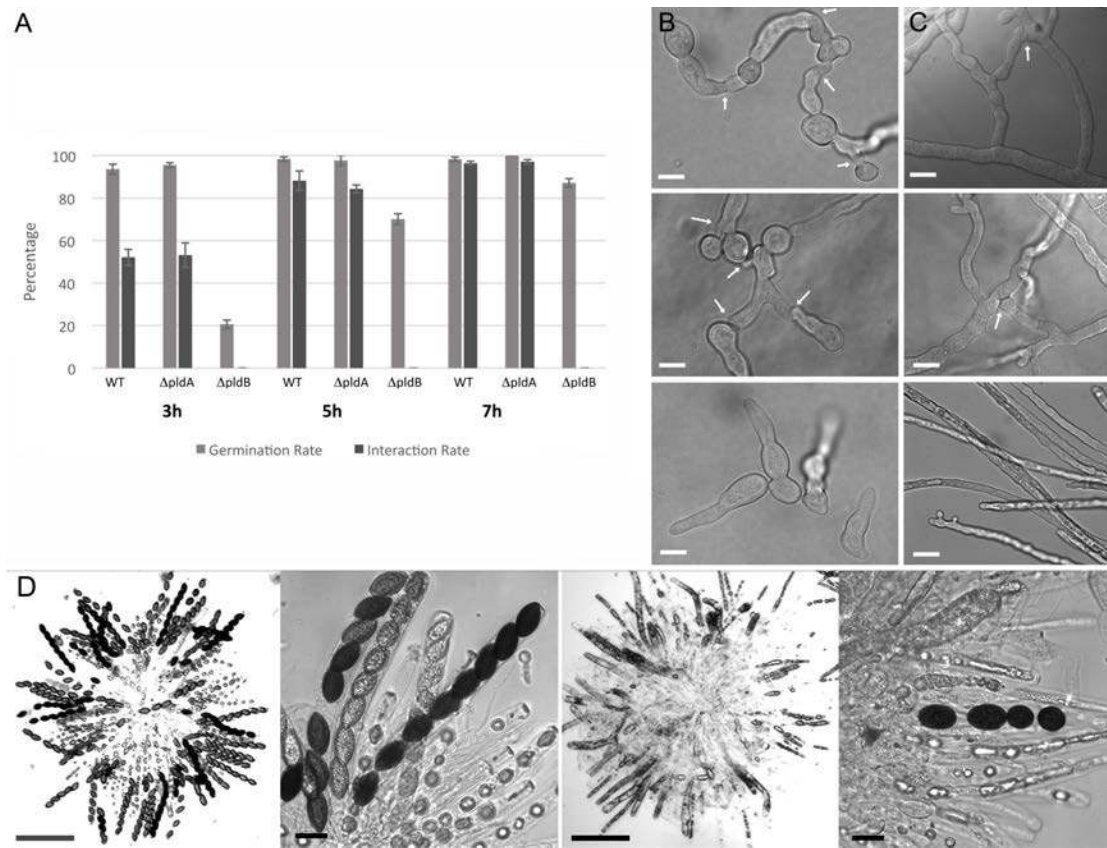 A
B
C
Percentage
100
80
60
40
20
0
WT ΔpldA ΔpldB WT ΔpldA ΔpldB WT ΔpldA ΔpldB
3h 5h 7h
Germination Rate Interaction Rate
D